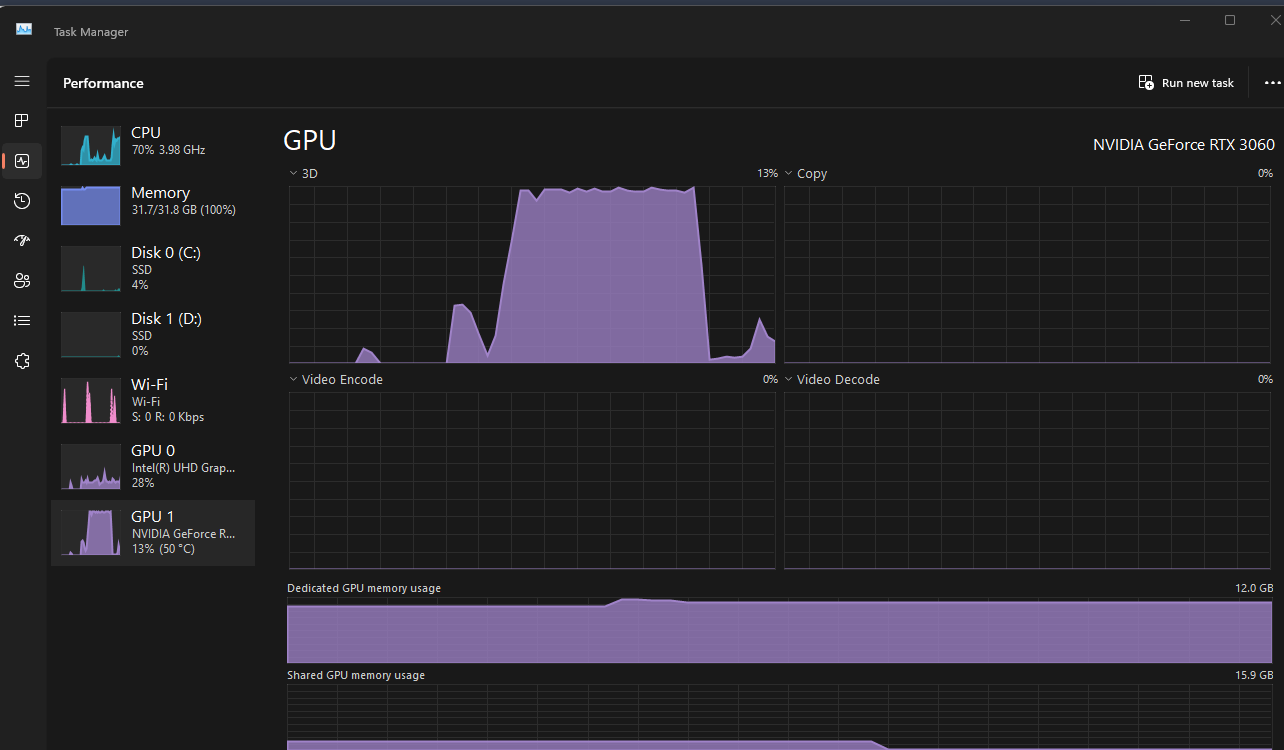 Task Manager
Performance
Run new task
CPU
70% 3.98 GHz
Memory
31.7/31.8 GB (100%)
Disk 0 (C:)
SSD
4%
Disk 1 (D:)
SSD
0%
Wi-Fi
Wi-Fi
S: 0 R: 0 Kbps
GPU 0
Intel(R) UHD Grap...
28%
GPU 1
NVIDIA GeForce R...
13% (50 °C)
GPU
NVIDIA GeForce RTX 3060
3D 13%
Copy 0%
Video Encode 0%
Video Decode 0%
Dedicated GPU memory usage 12.0 GB
Shared GPU memory usage 15.9 GB